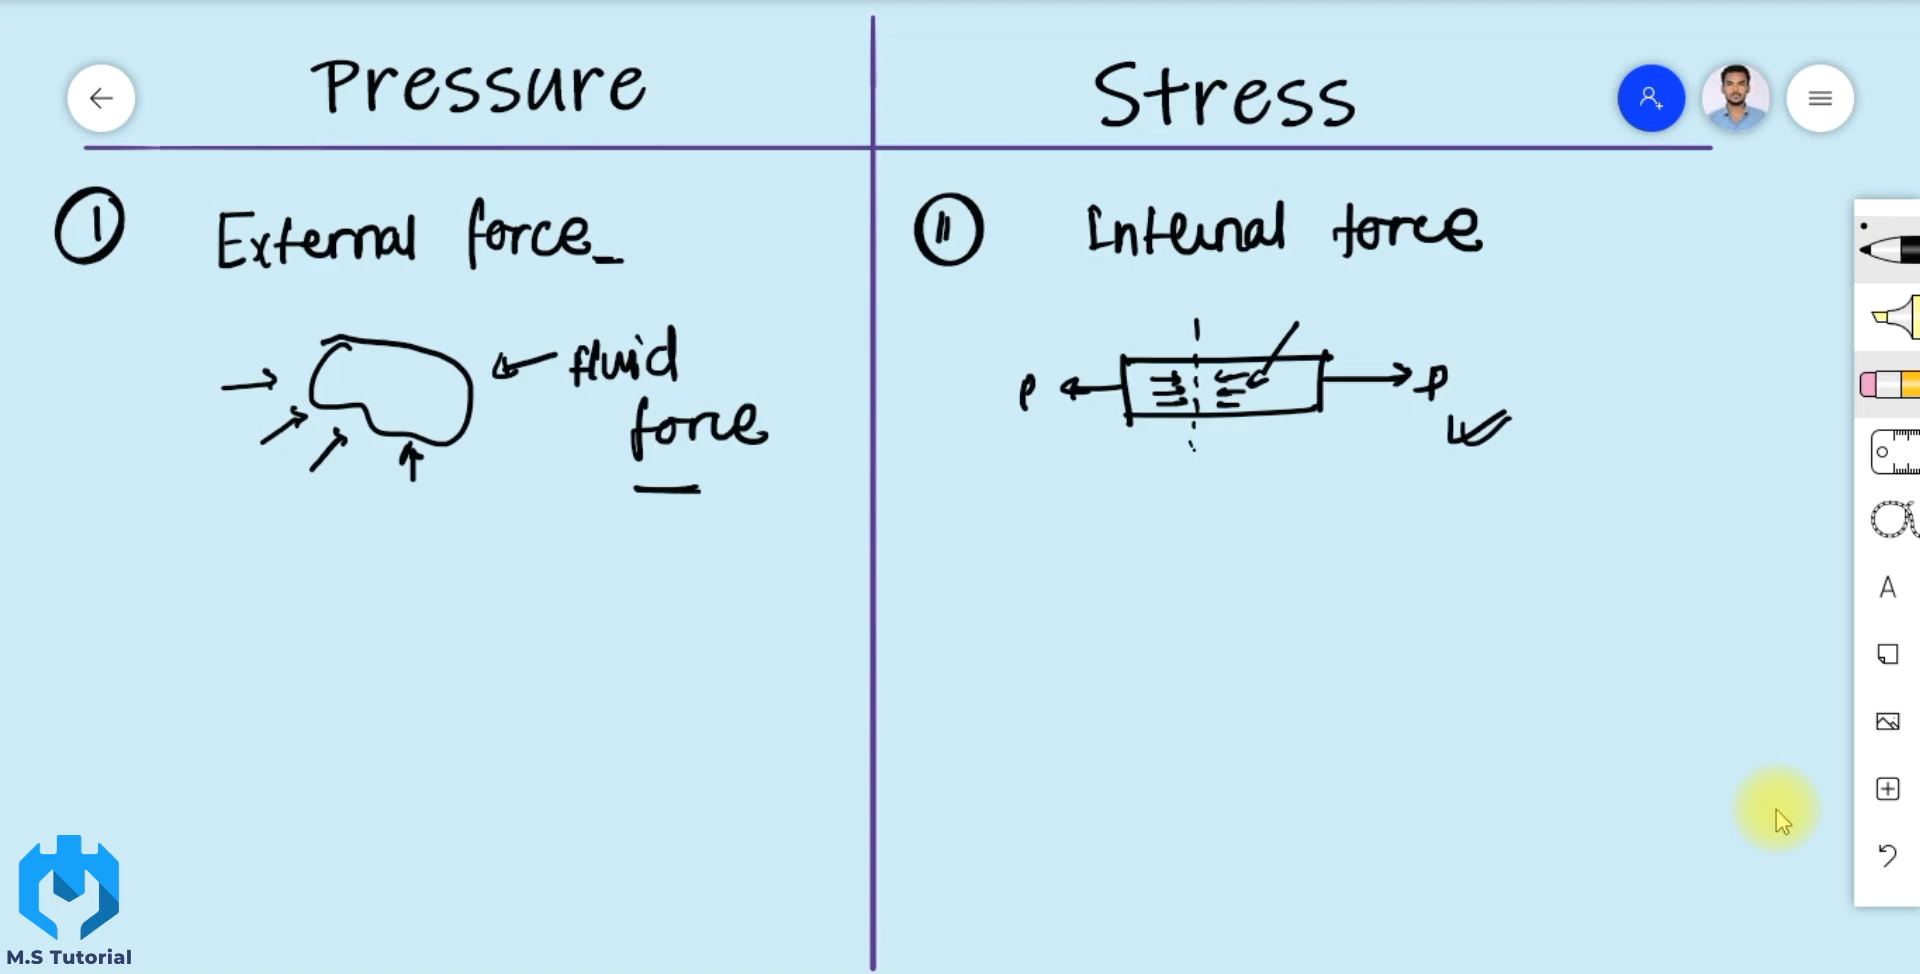 Pressure
Stress
1 External force
fluid
force
11 Internal force
P
P
A
M.S Tutorial